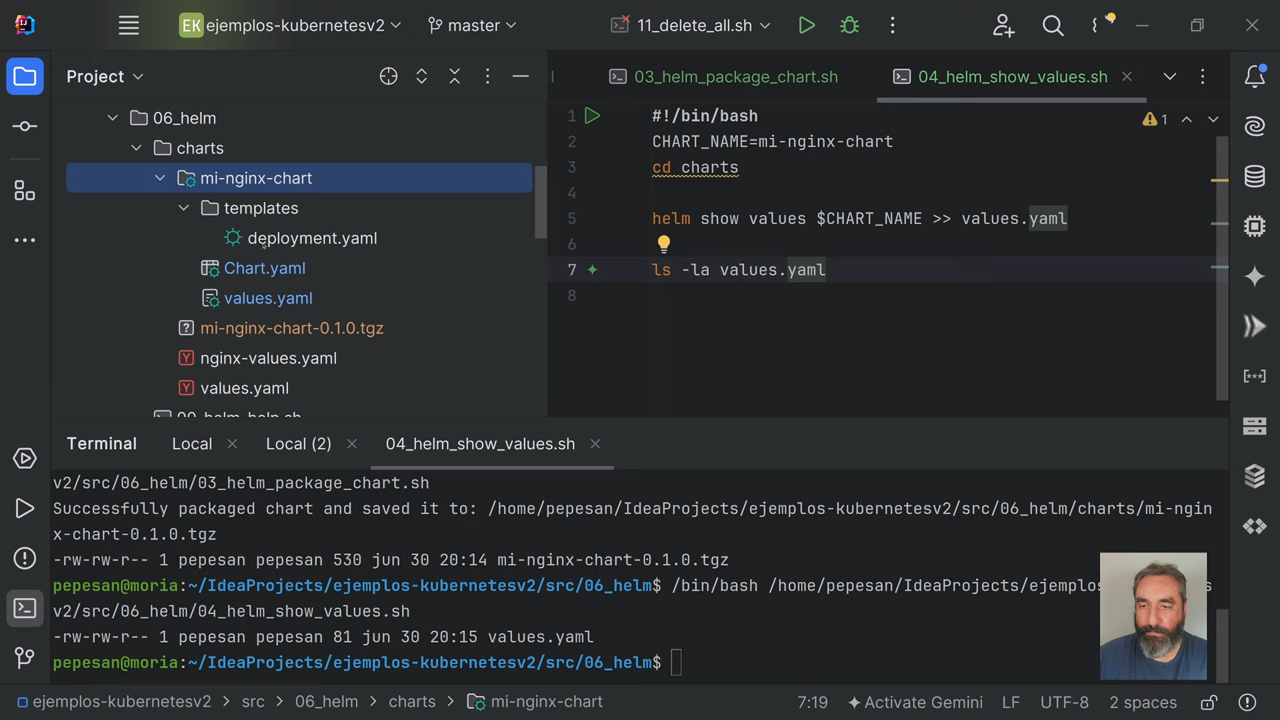 EK ejemplos-kubernetesv2
master
11_delete_all.sh
Project
03_helm_package_chart.sh
04_helm_show_values.sh
06_helm
charts
mi-nginx-chart
templates
deployment.yaml
Chart.yaml
values.yaml
mi-nginx-chart-0.1.0.tgz
nginx-values.yaml
values.yaml
00_helm_help.sh
1 #!/bin/bash
2 CHART_NAME=mi-nginx-chart
3 cd charts
4
5 helm show values $CHART_NAME >> values.yaml
6
7 ls -la values.yaml
8
1
Terminal
Local
Local (2)
04_helm_show_values.sh
v2/src/06_helm/03_helm_package_chart.sh
Successfully packaged chart and saved it to: /home/pepesan/IdeaProjects/ejemplos-kubernetesv2/src/06_helm/charts/mi-ngin
x-chart-0.1.0.tgz
-rw-rw-r-- 1 pepesan pepesan 530 jun 30 20:14 mi-nginx-chart-0.1.0.tgz
pepesan@moria:~/IdeaProjects/ejemplos-kubernetesv2/src/06_helm$ /bin/bash /home/pepesan/IdeaProjects/ejemplos
v2/src/06_helm/04_helm_show_values.sh
-rw-rw-r-- 1 pepesan pepesan 81 jun 30 20:15 values.yaml
pepesan@moria:~/IdeaProjects/ejemplos-kubernetesv2/src/06_helm$
ejemplos-kubernetesv2
src
06_helm
charts
mi-nginx-chart
7:19
Activate Gemini
LF
UTF-8
2 spaces